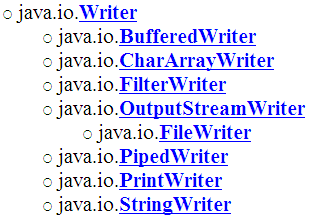 java.io.Writer
java.io.BufferedWriter
java.io.CharArrayWriter
java.io.FilterWriter
java.io.OutputStreamWriter
java.io.FileWriter
java.io.PipedWriter
java.io.PrintWriter
java.io.StringWriter